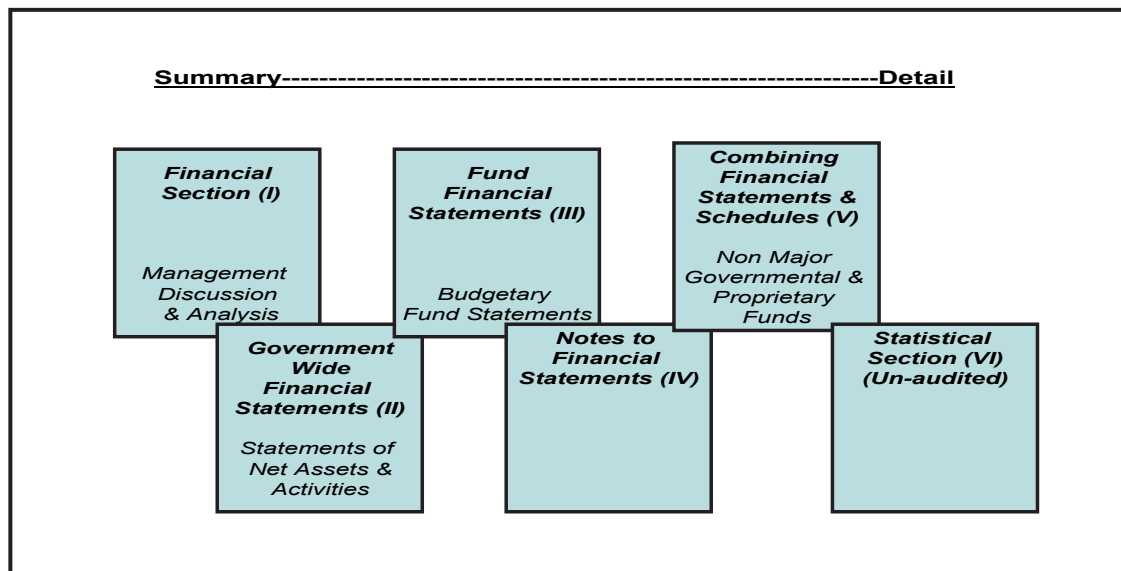 Summary----------------------------------------------------------------Detail
Financial
Section (I)
Management
Discussion
& Analysis
Government
Wide
Financial
Statements (II)
Statements of
Net Assets &
Activities
Fund
Financial
Statements (III)
Budgetary
Fund Statements
Notes to
Financial
Statements (IV)
Combining
Financial
Statements &
Schedules (V)
Non Major
Governmental &
Proprietary
Funds
Statistical
Section (VI)
(Un-audited)